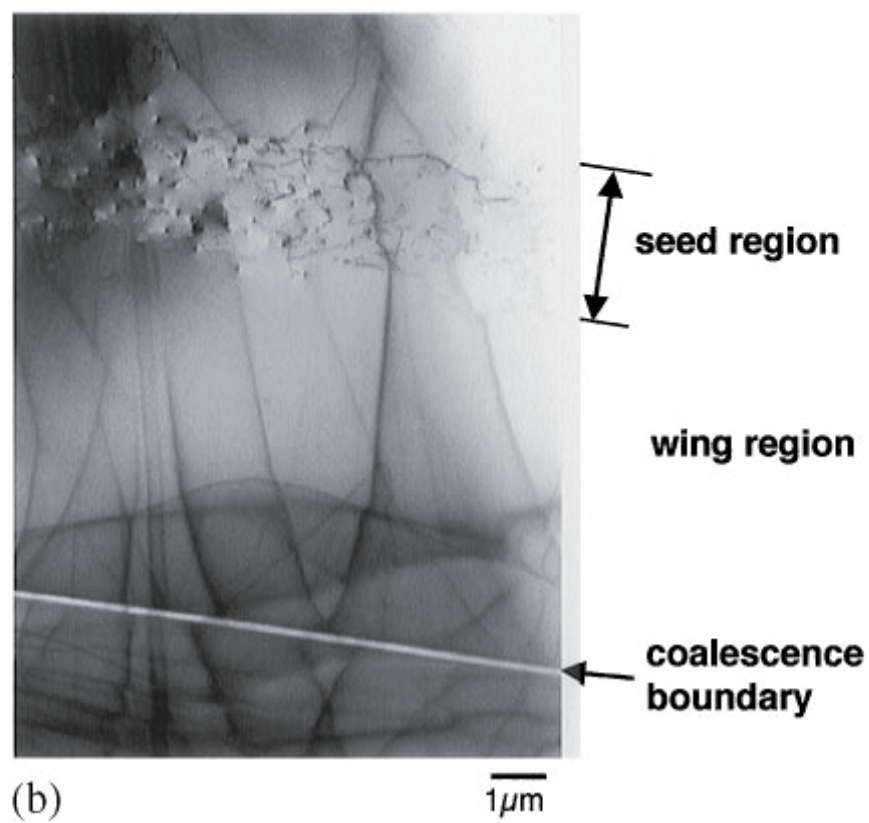 seed region
wing region
coalescence
boundary
(b)
1μm